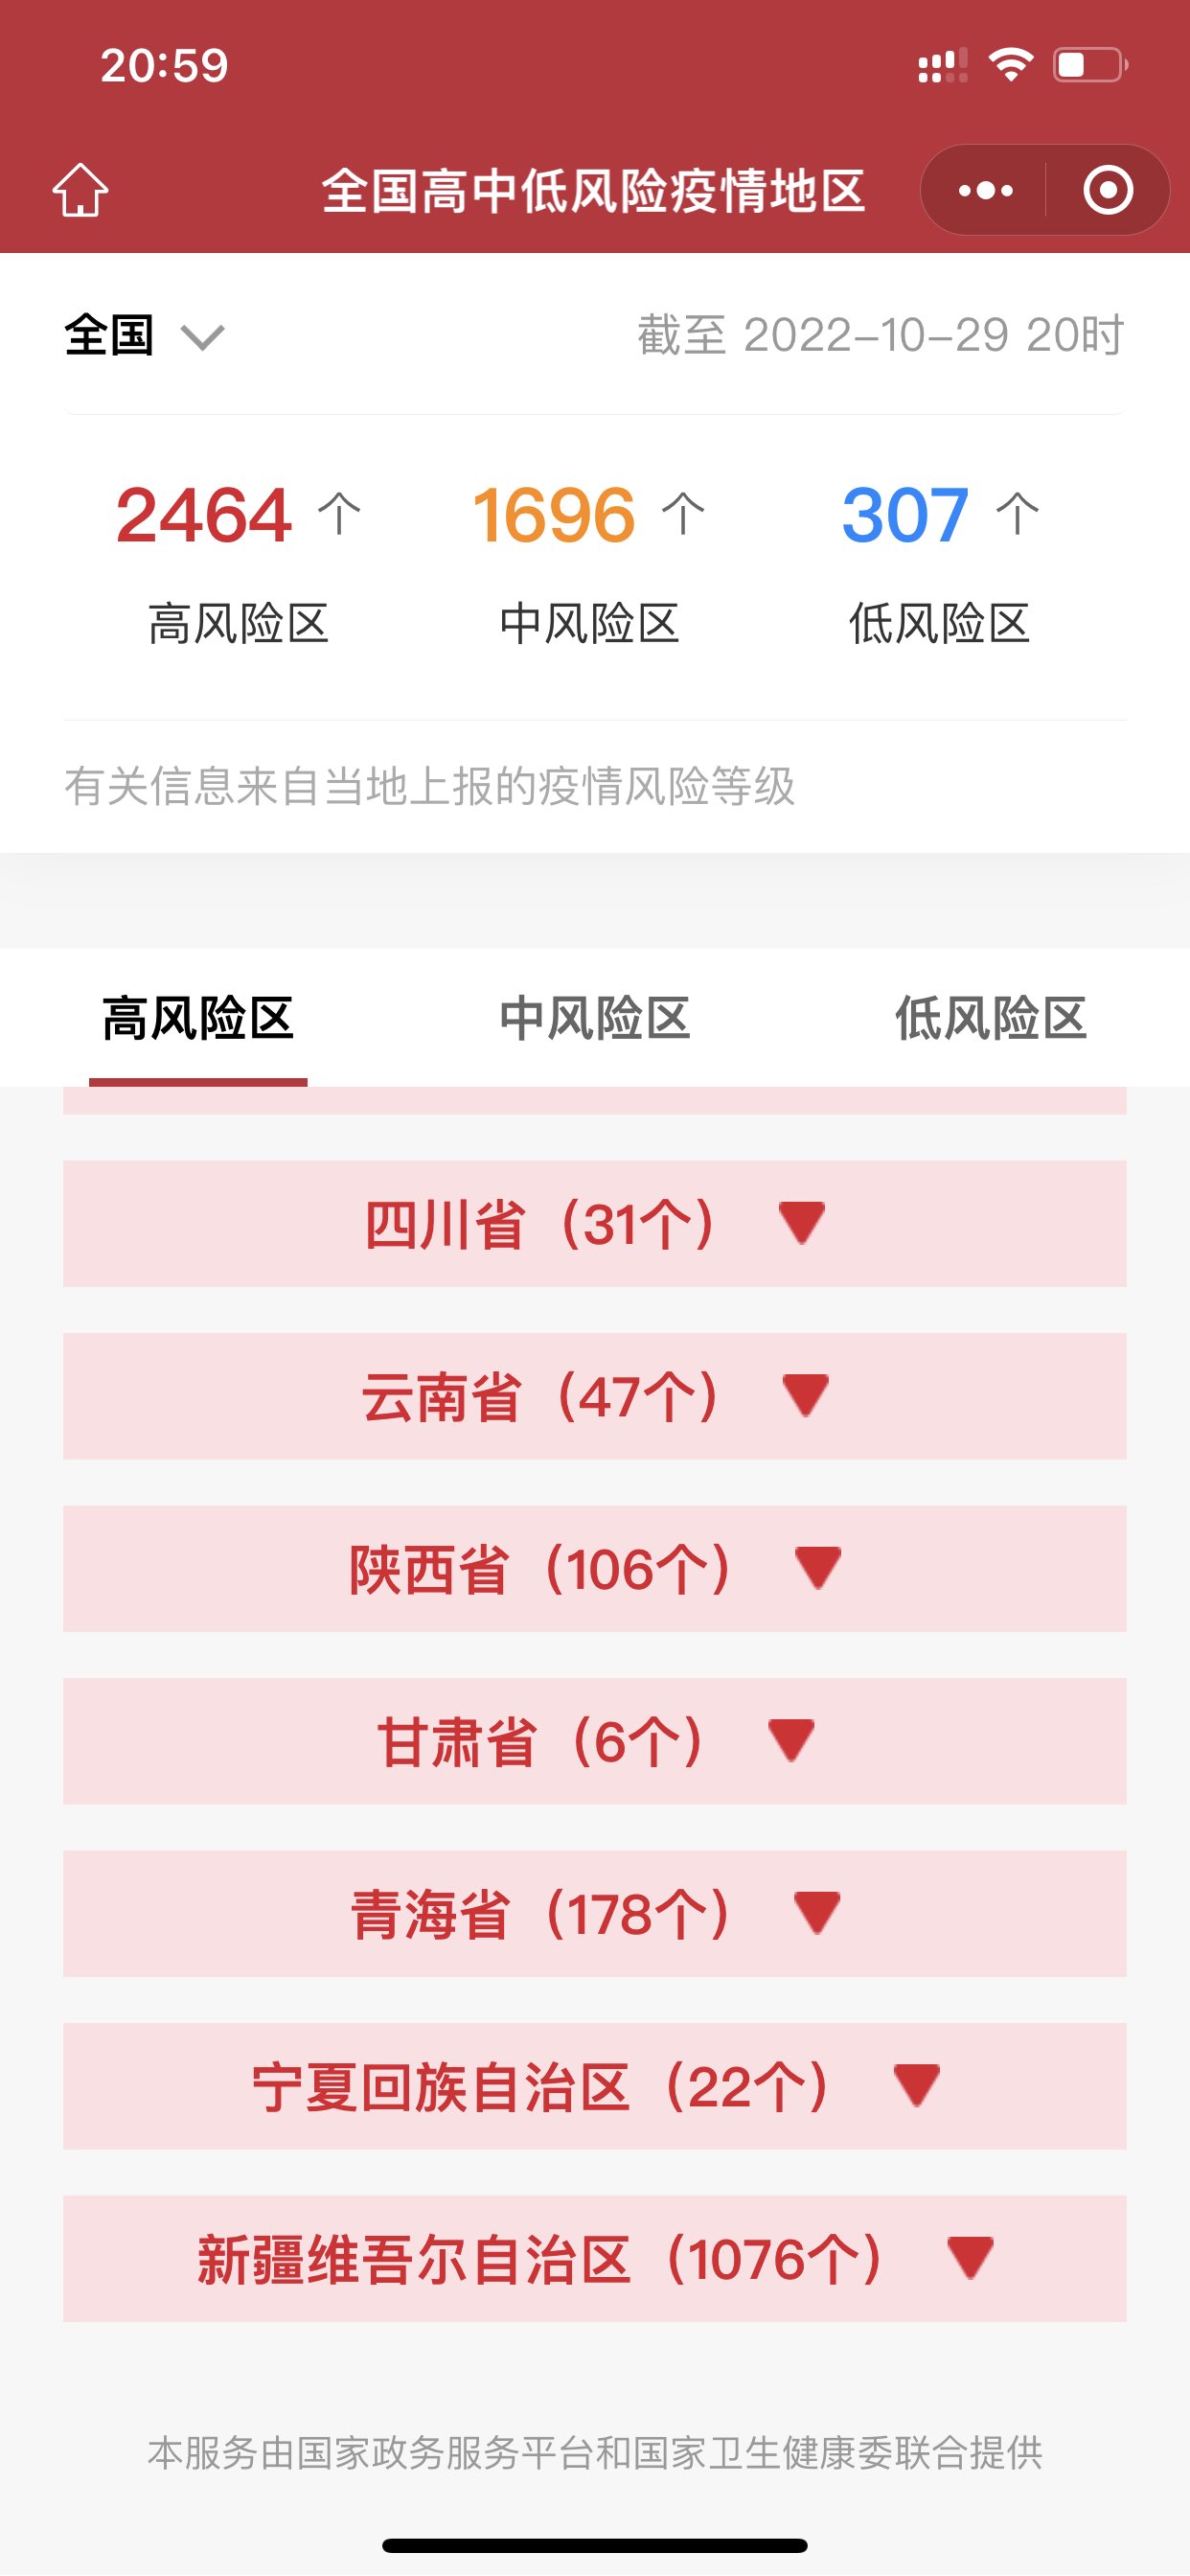 20:59
全国高中低风险疫情地区
全国 截至 2022-10-29 20时
2464 个 1696 个 307 个
高风险区 中风险区 低风险区
有关信息来自当地上报的疫情风险等级
高风险区 中风险区 低风险区
四川省（31个）
云南省（47个）
陕西省（106个）
甘肃省（6个）
青海省（178个）
宁夏回族自治区（22个）
新疆维吾尔自治区（1076个）
本服务由国家政务服务平台和国家卫生健康委联合提供